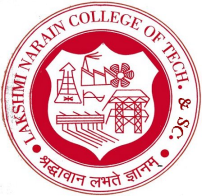 LAKSHMI NARAIN COLLEGE OF TECH. & SC.
श्रद्धावान लभते ज्ञानम्